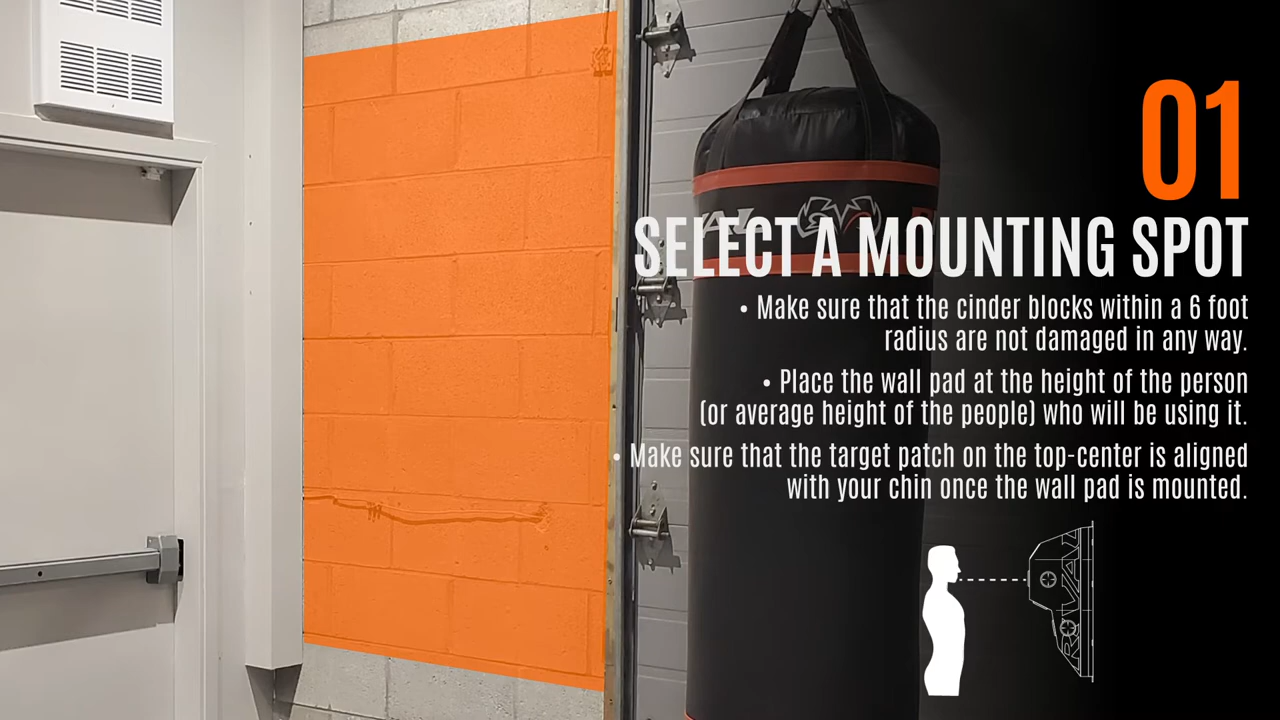 01
SELECT A MOUNTING SPOT
• Make sure that the cinder blocks within a 6 foot
radius are not damaged in any way.
• Place the wall pad at the height of the person
(or average height of the people) who will be using it.
• Make sure that the target patch on the top-center is aligned
with your chin once the wall pad is mounted.
RIVAL